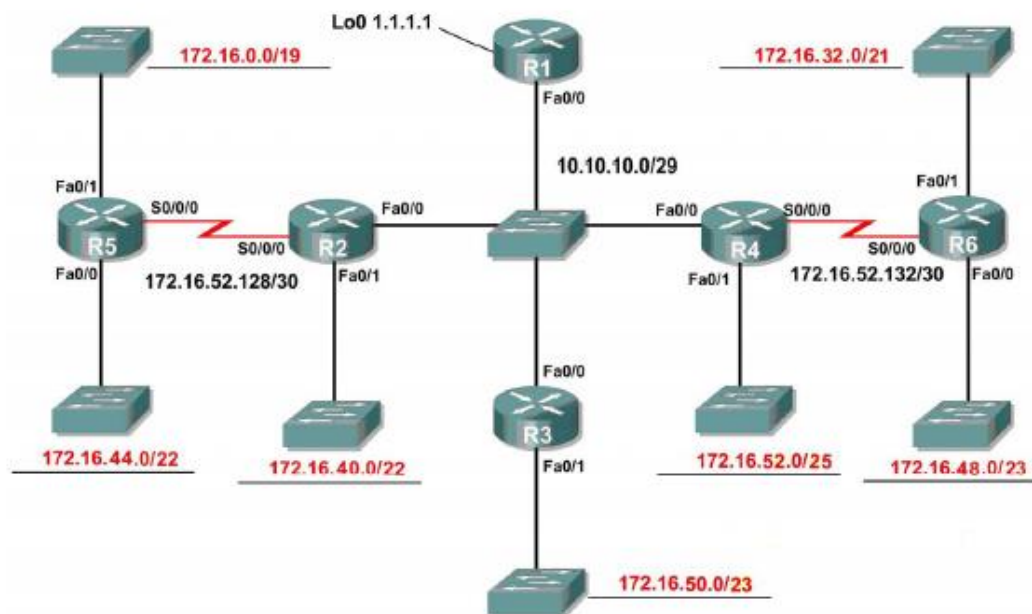 Lo0 1.1.1.1
172.16.0.0/19
R1
172.16.32.0/21
Fa0/0
10.10.10.0/29
Fa0/1
Fa0/1
S0/0/0
Fa0/0
Fa0/0
S0/0/0
R5
R2
R4
R6
S0/0/0
S0/0/0
Fa0/0
172.16.52.128/30
Fa0/1
Fa0/1
172.16.52.132/30
Fa0/0
Fa0/0
R3
172.16.44.0/22
172.16.40.0/22
Fa0/1
172.16.52.0/25
172.16.48.0/23
172.16.50.0/23